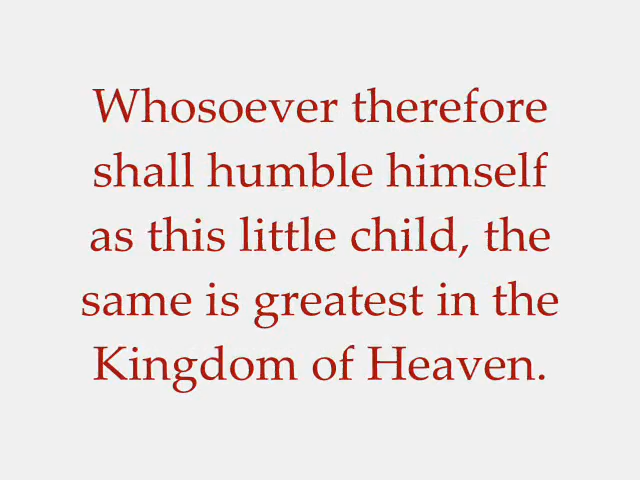 Whosoever therefore
shall humble himself
as this little child, the
same is greatest in the
Kingdom of Heaven.